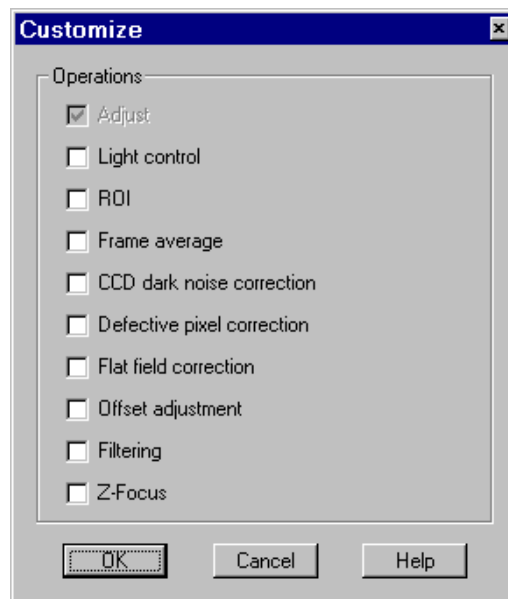 Customize
Operations
Adjust
Light control
ROI
Frame average
CCD dark noise correction
Defective pixel correction
Flat field correction
Offset adjustment
Filtering
Z-Focus
OK Cancel Help